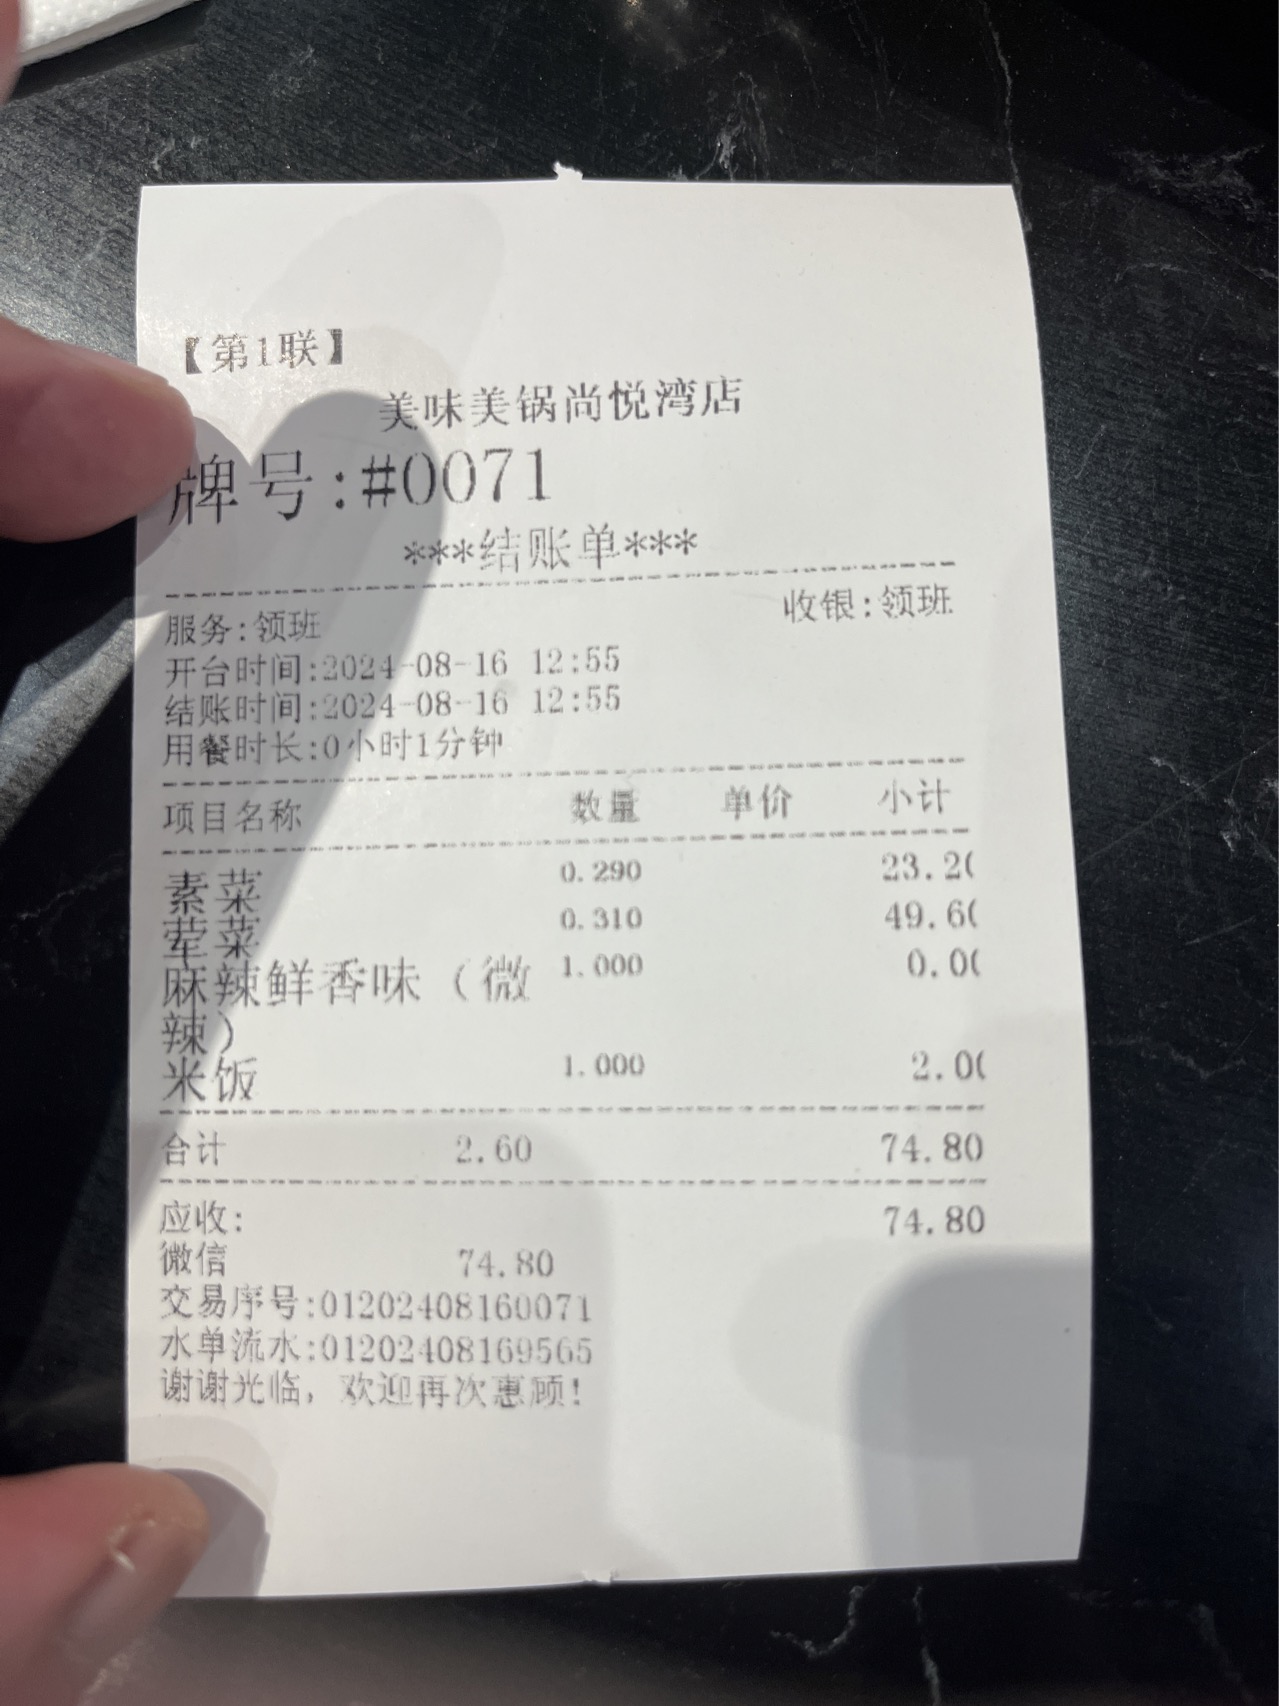 【第1联】
美味美锅尚悦湾店
牌号:#0071
***结账单***
服务:领班 收银:领班
开台时间:2024-08-16 12:55
结账时间:2024-08-16 12:55
用餐时长:0小时1分钟
项目名称 数量 单价 小计
素菜 0.290 23.20
荤菜 0.310 49.60
麻辣鲜香味（微 1.000 0.00
辣）
米饭 1.000 2.00
合计 2.60 74.80
应收: 74.80
微信 74.80
交易序号:01202408160071
水单流水:01202408169565
谢谢光临，欢迎再次惠顾!